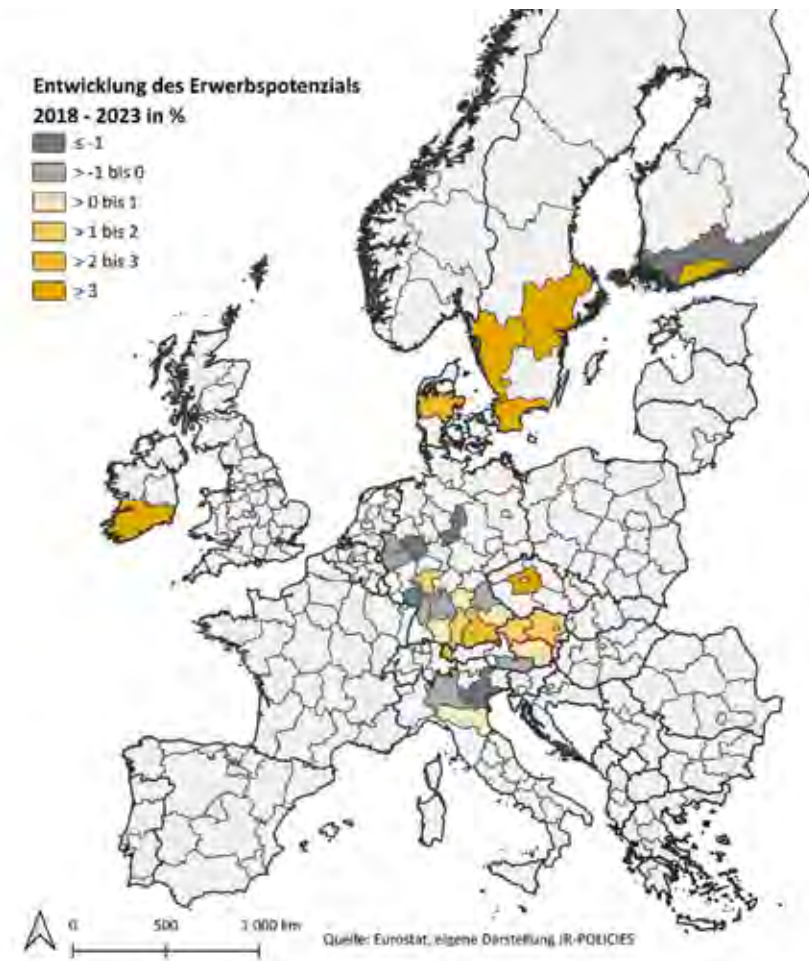 Entwicklung des Erwerbspotenzials
2018 - 2023 in %
≤ -1
> -1 bis 0
> 0 bis 1
> 1 bis 2
> 2 bis 3
> 3
0 500 1 000 km
Quelle: Eurostat, eigene Darstellung JR-POLICIES